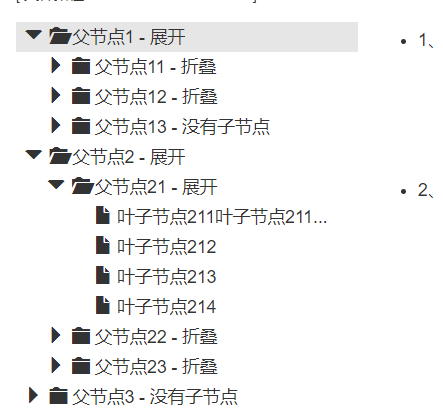 父节点1 - 展开
父节点11 - 折叠
父节点12 - 折叠
父节点13 - 没有子节点
父节点2 - 展开
父节点21 - 展开
叶子节点211叶子节点211...
叶子节点212
叶子节点213
叶子节点214
父节点22 - 折叠
父节点23 - 折叠
父节点3 - 没有子节点
1、
2、